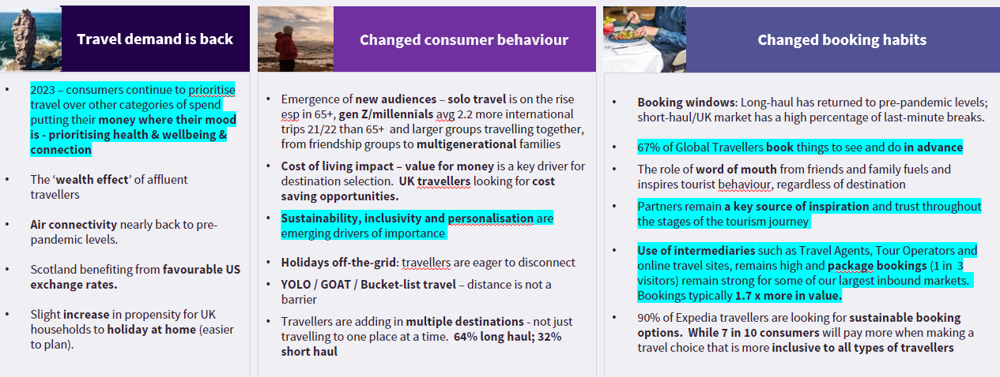 Travel demand is back
• 2023 – consumers continue to prioritise
travel over other categories of spend
putting their money where their mood
is - prioritising health & wellbeing &
connection
• The ‘wealth effect’ of affluent
travellers
• Air connectivity nearly back to pre-
pandemic levels.
• Scotland benefiting from favourable US
exchange rates.
• Slight increase in propensity for UK
households to holiday at home (easier
to plan).
Changed consumer behaviour
• Emergence of new audiences – solo travel is on the rise
esp in 65+, gen Z/millennials avg 2.2 more international
trips 21/22 than 65+ and larger groups travelling together,
from friendship groups to multigenerational families
• Cost of living impact – value for money is a key driver for
destination selection. UK travellers looking for cost
saving opportunities.
• Sustainability, inclusivity and personalisation are
emerging drivers of importance
• Holidays off-the-grid: travellers are eager to disconnect
• YOLO / GOAT / Bucket-list travel – distance is not a
barrier
• Travellers are adding in multiple destinations - not just
travelling to one place at a time. 64% long haul; 32%
short haul
Changed booking habits
• Booking windows: Long-haul has returned to pre-pandemic levels;
short-haul/UK market has a high percentage of last-minute breaks.
• 67% of Global Travellers book things to see and do in advance
• The role of word of mouth from friends and family fuels and
inspires tourist behaviour, regardless of destination
• Partners remain a key source of inspiration and trust throughout
the stages of the tourism journey
• Use of intermediaries such as Travel Agents, Tour Operators and
online travel sites, remains high and package bookings (1 in 3
visitors) remain strong for some of our largest inbound markets.
Bookings typically 1.7 x more in value.
• 90% of Expedia travellers are looking for sustainable booking
options. While 7 in 10 consumers will pay more when making a
travel choice that is more inclusive to all types of travellers